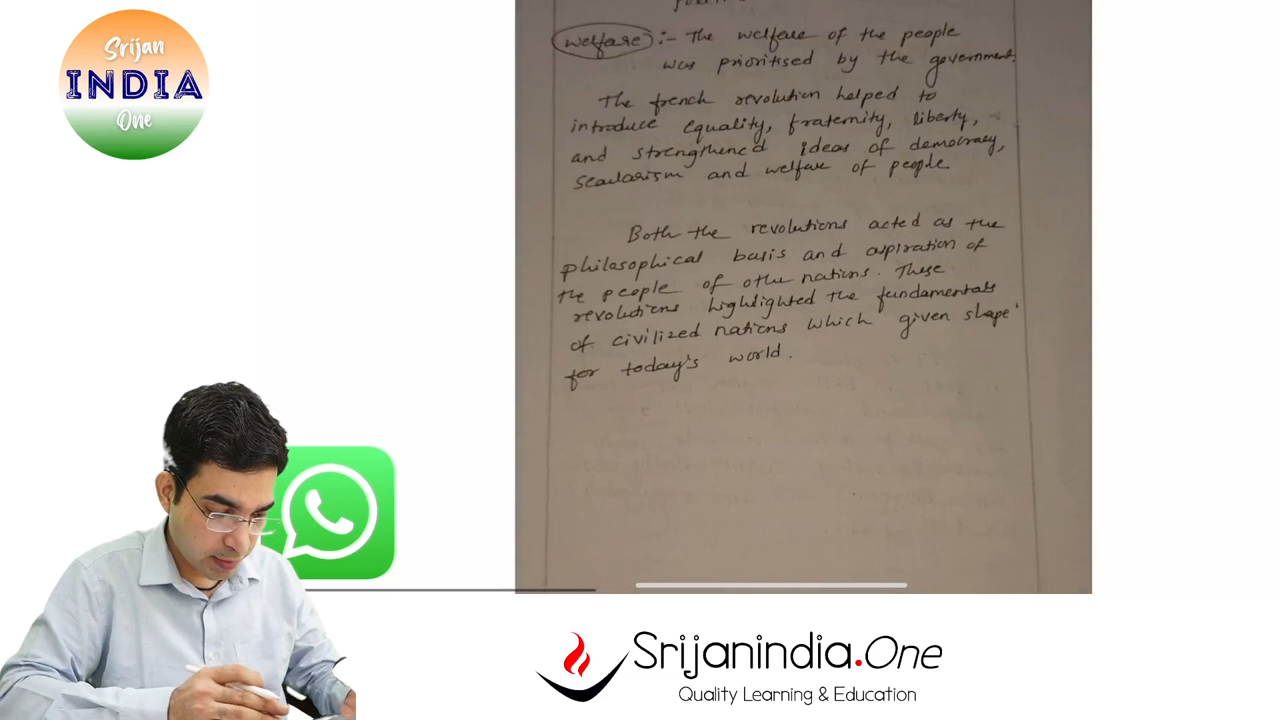 Srijan
INDIA
One
welfare :- The welfare of the people
was prioritised by the government.
The french revolution helped to
introduce equality, fraternity, liberty,
and strengthened ideas of democracy,
secularism and welfare of people
Both the revolutions acted as the
philosophical basis and aspiration of
the people of other nations. These
revolutions highlighted the fundamentals
of civilized nations which given shape
for today's world.
Srijanindia.One
Quality Learning & Education